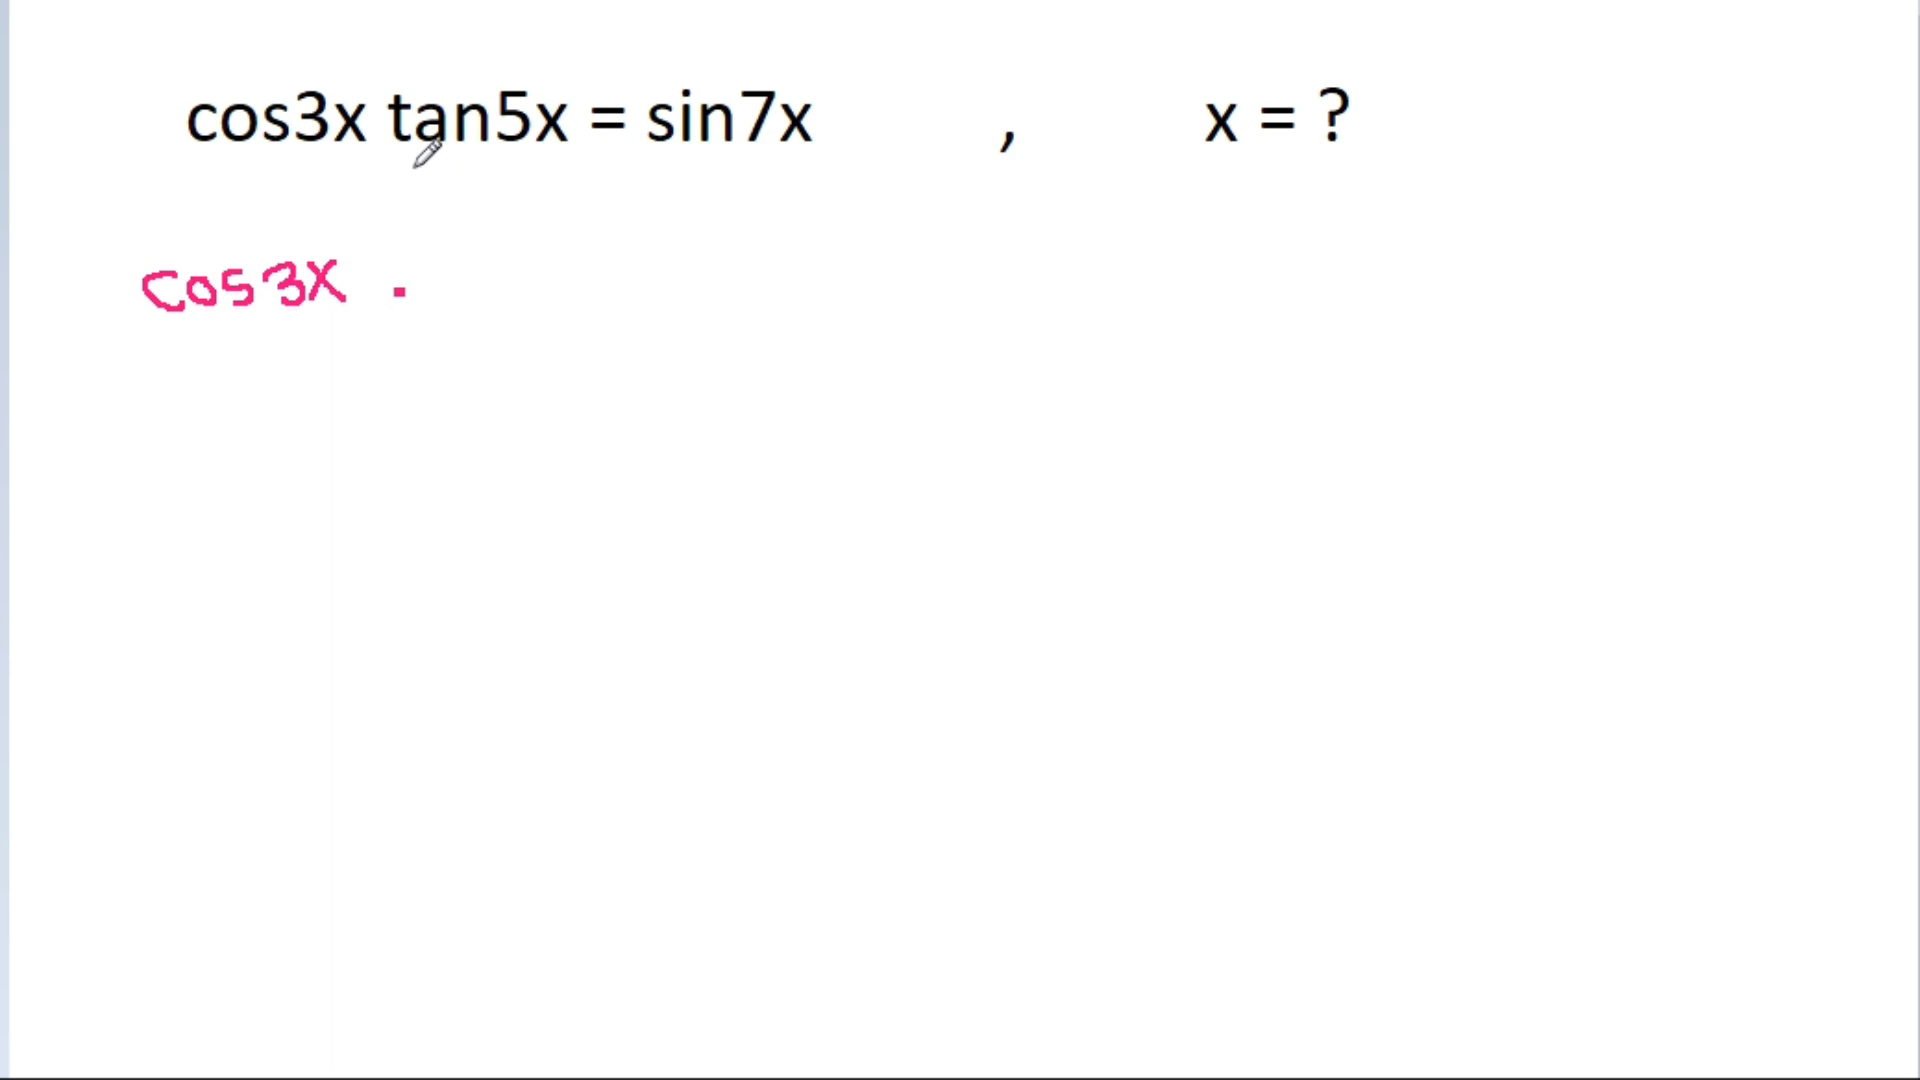 cos3x tan5x = sin7x , x = ?
cos3x .